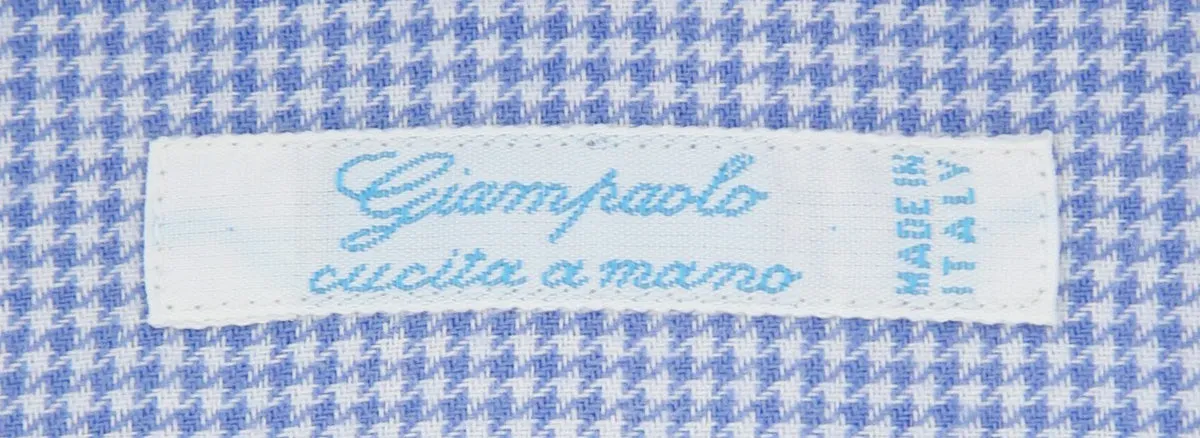 Giampaolo
cucita a mano
MADE IN
ITALY